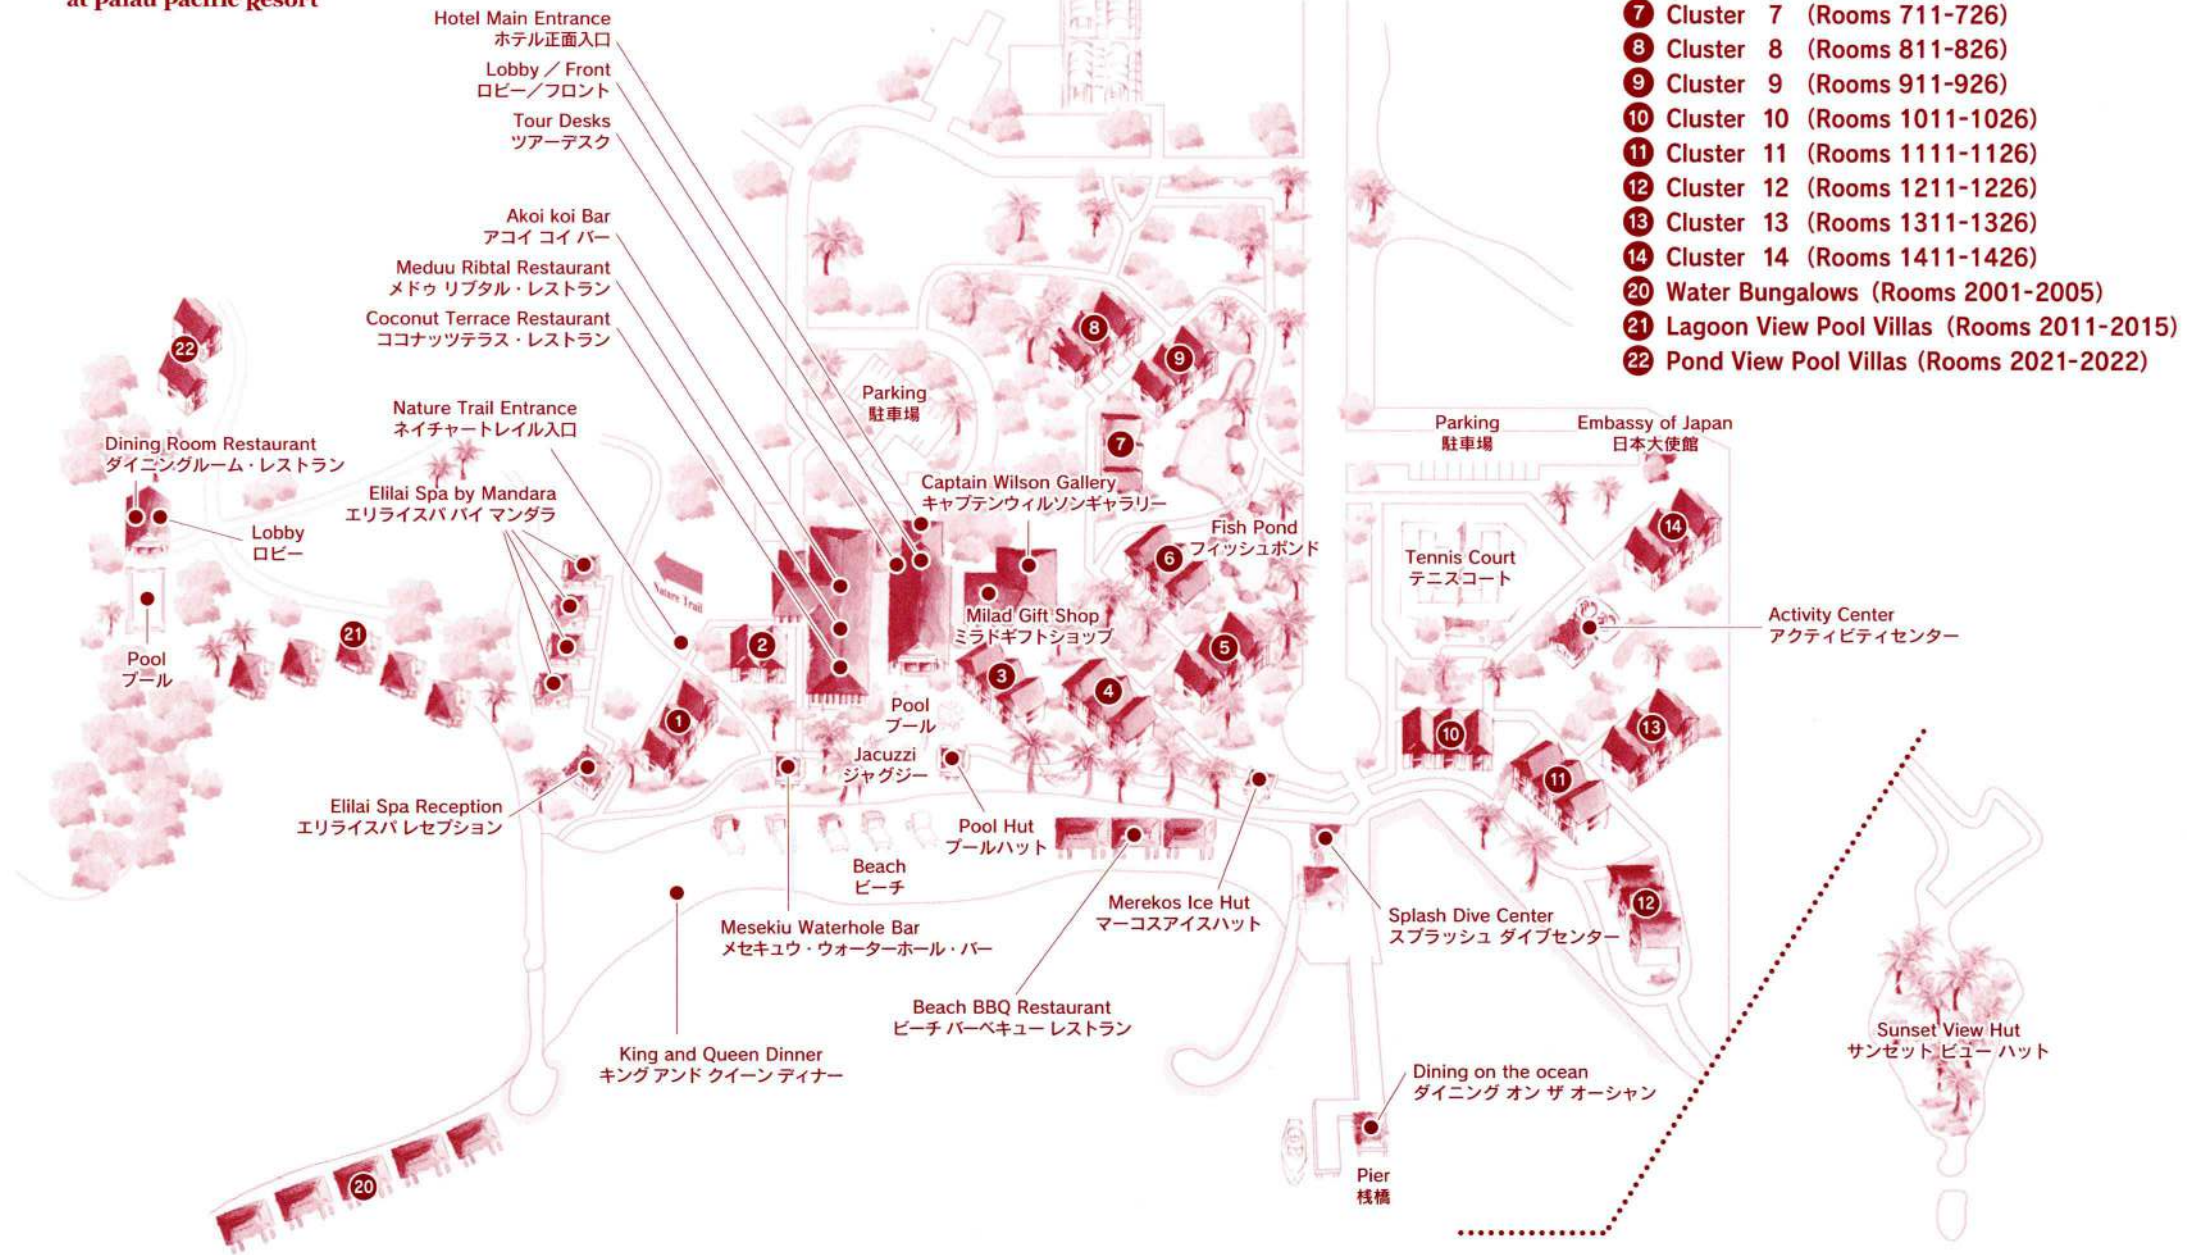 at palau pacific Resort
Hotel Main Entrance
ホテル正面入口
Lobby / Front
ロビー／フロント
Tour Desks
ツアーデスク
Akoi koi Bar
アコイ コイ バー
Meduu Ribtal Restaurant
メドゥ リブタル・レストラン
Coconut Terrace Restaurant
ココナッツテラス・レストラン
Nature Trail Entrance
ネイチャートレイル入口
Dining Room Restaurant
ダイニングルーム・レストラン
Elilai Spa by Mandara
エリライスパ バイ マンダラ
Lobby
ロビー
Pool
プール
Nature Trail
Parking
駐車場
Captain Wilson Gallery
キャプテンウィルソンギャラリー
Fish Pond
フィッシュポンド
Milad Gift Shop
ミラドギフトショップ
Pool
プール
Jacuzzi
ジャグジー
Elilai Spa Reception
エリライスパ レセプション
Pool Hut
プールハット
Beach
ビーチ
Mesekiu Waterhole Bar
メセキュウ・ウォーターホール・バー
Merekos Ice Hut
マーコスアイスハット
Beach BBQ Restaurant
ビーチ バーベキュー レストラン
King and Queen Dinner
キング アンド クイーン ディナー
Splash Dive Center
スプラッシュ ダイブセンター
Dining on the ocean
ダイニング オン ザ オーシャン
Pier
桟橋
Parking
駐車場
Embassy of Japan
日本大使館
Tennis Court
テニスコート
Activity Center
アクティビティセンター
Sunset View Hut
サンセット ビュー ハット
22
21
20
1
2
3
4
5
6
7
8
9
10
11
12
13
14
7 Cluster 7 (Rooms 711-726)
8 Cluster 8 (Rooms 811-826)
9 Cluster 9 (Rooms 911-926)
10 Cluster 10 (Rooms 1011-1026)
11 Cluster 11 (Rooms 1111-1126)
12 Cluster 12 (Rooms 1211-1226)
13 Cluster 13 (Rooms 1311-1326)
14 Cluster 14 (Rooms 1411-1426)
20 Water Bungalows (Rooms 2001-2005)
21 Lagoon View Pool Villas (Rooms 2011-2015)
22 Pond View Pool Villas (Rooms 2021-2022)